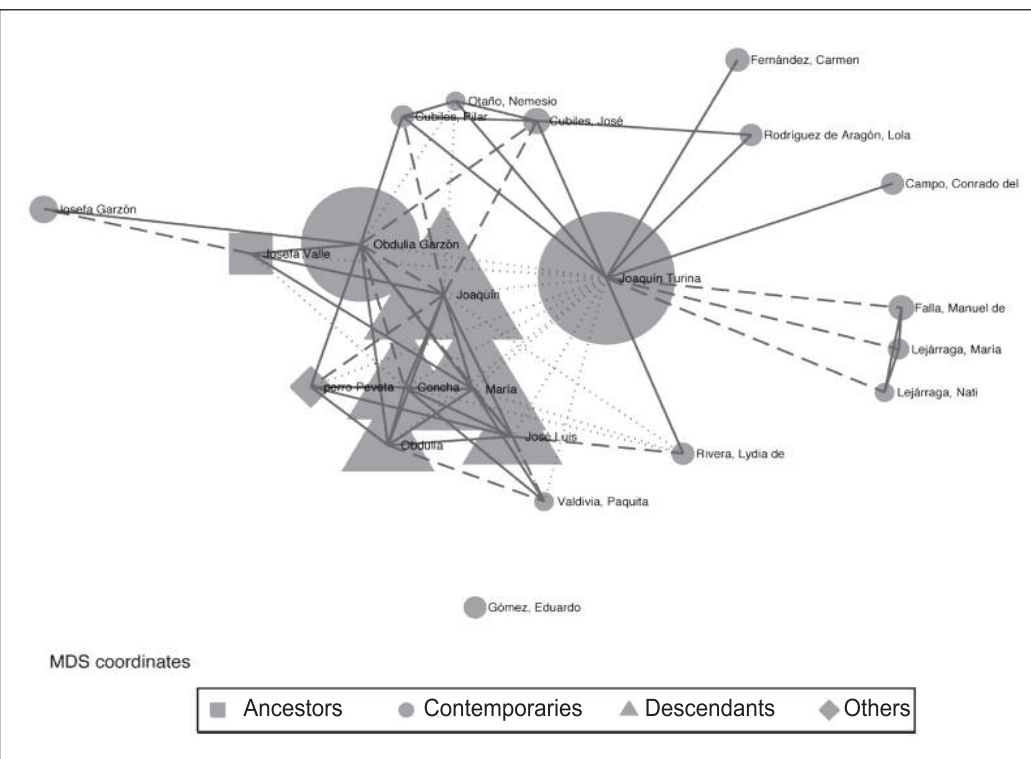 Fernández, Carmen
Otaño, Nemesio
Cubiles, Pilar
Cubiles, José
Rodríguez de Aragón, Lola
Campo, Conrado del
Josefa Garzón
Obdulia Garzón
Josefa Valle
Joaquín Turina
Joaquín
Falla, Manuel de
Lejárraga, María
perro Peveta
Concha
María
Lejárraga, Nati
José Luis
Obdulia
Rivera, Lydia de
Valdivia, Paquita
Gómez, Eduardo
MDS coordinates
Ancestors Contemporaries Descendants Others